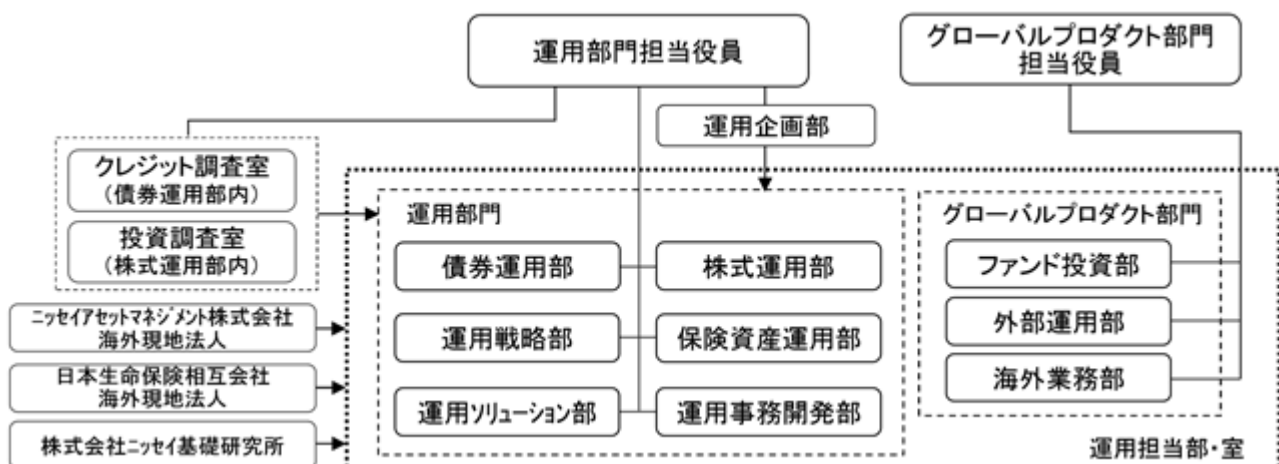 運用部門担当役員
グローバルプロダクト部門
担当役員
運用企画部
クレジット調査室
(債券運用部内)
投資調査室
(株式運用部内)
ニッセイアセットマネジメント株式会社
海外現地法人
日本生命保険相互会社
海外現地法人
株式会社ニッセイ基礎研究所
運用部門
債券運用部
株式運用部
運用戦略部
保険資産運用部
運用ソリューション部
運用事務開発部
グローバルプロダクト部門
ファンド投資部
外部運用部
海外業務部
運用担当部・室